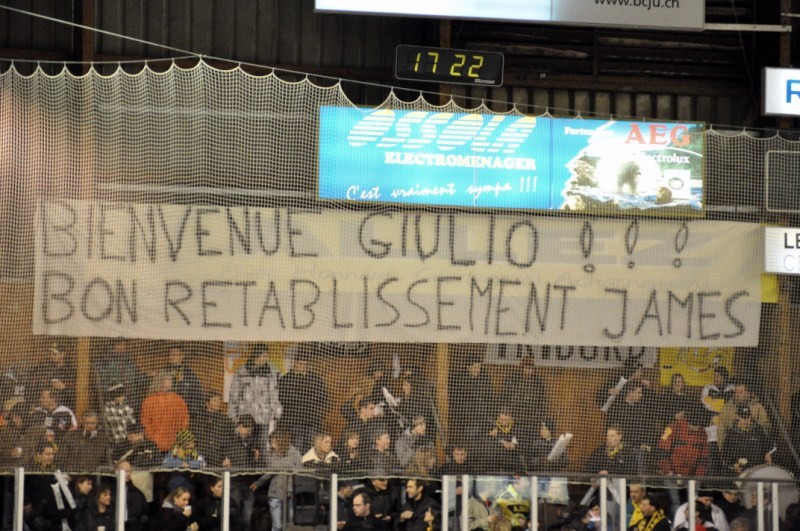 www.bcju.ch
17 22
OSSOLA
ELECTROMENAGER
C'est vraiment sympa !!!
AEG
BIENVENUE GIULIO ! ! !
BON RETABLISSEMENT JAMES